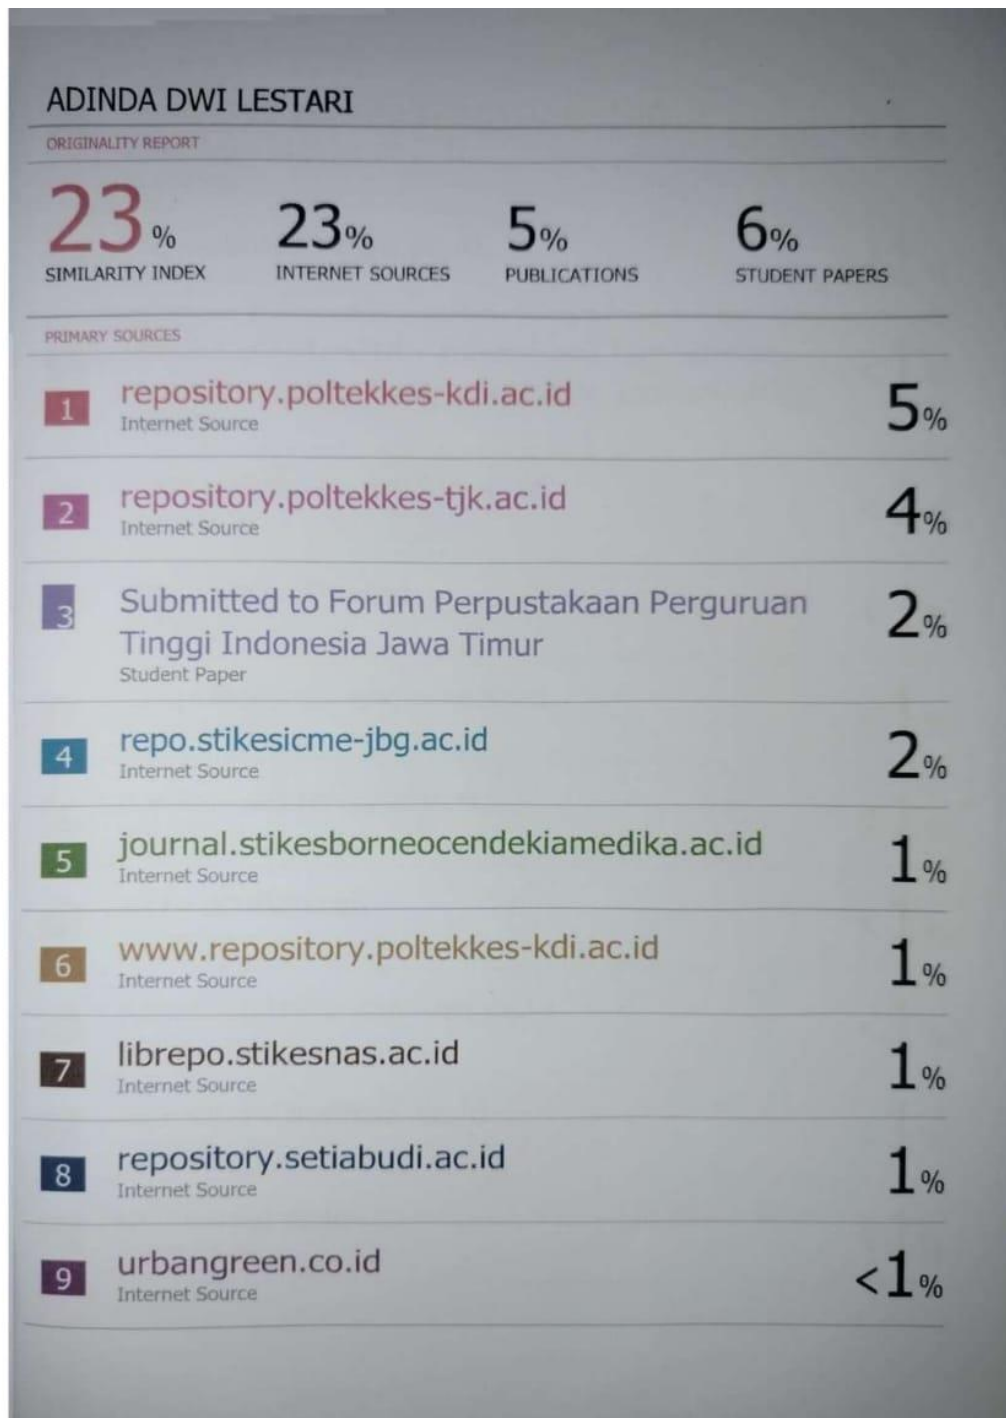 ADINDA DWI LESTARI
ORIGINALITY REPORT
23% 23% 5% 6%
SIMILARITY INDEX INTERNET SOURCES PUBLICATIONS STUDENT PAPERS
PRIMARY SOURCES
1 repository.poltekkes-kdi.ac.id 5%
Internet Source
2 repository.poltekkes-tjk.ac.id 4%
Internet Source
3 Submitted to Forum Perpustakaan Perguruan 2%
Tinggi Indonesia Jawa Timur
Student Paper
4 repo.stikesicme-jbg.ac.id 2%
Internet Source
5 journal.stikesborneocendekiamedika.ac.id 1%
Internet Source
6 www.repository.poltekkes-kdi.ac.id 1%
Internet Source
7 librepo.stikesnas.ac.id 1%
Internet Source
8 repository.setiabudi.ac.id 1%
Internet Source
9 urbangreen.co.id <1%
Internet Source